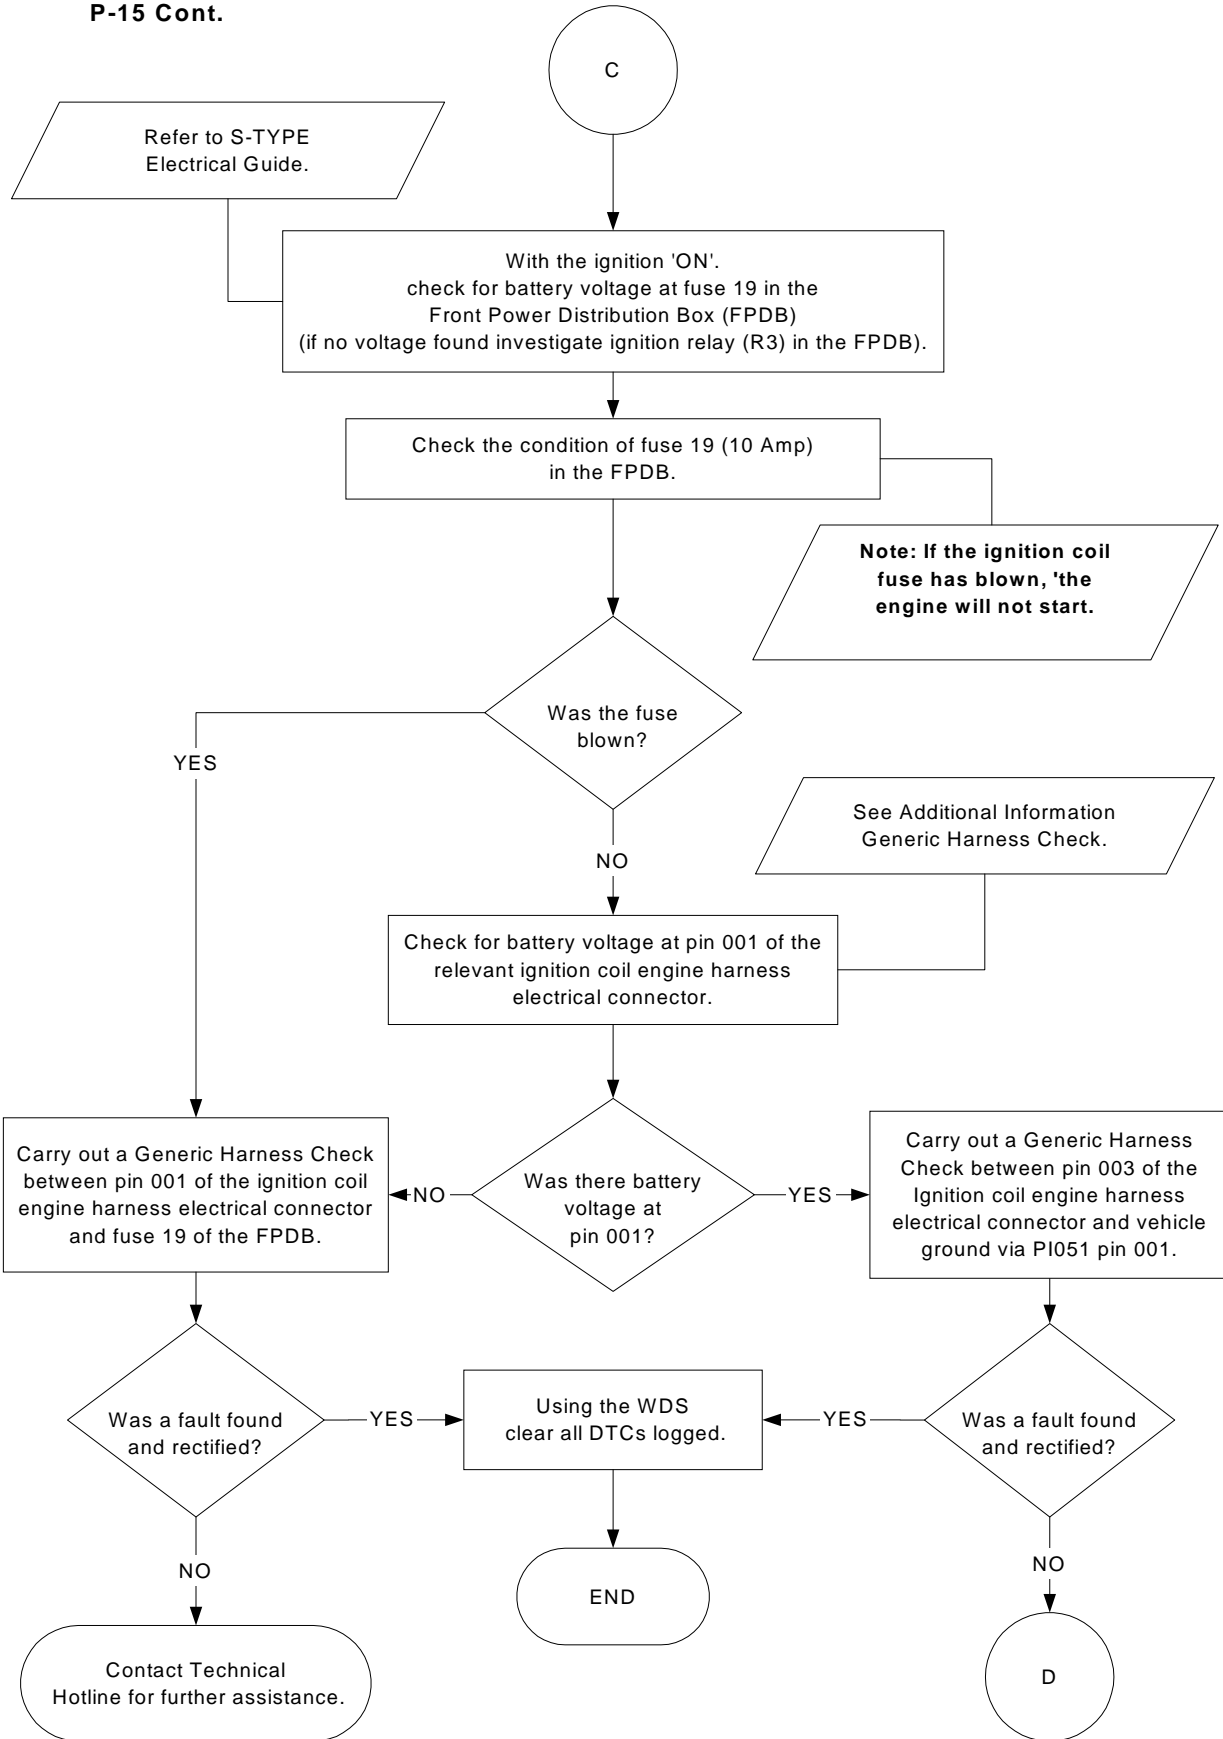 P-15 Cont.
C
Refer to S-TYPE
Electrical Guide.
With the ignition 'ON'.
check for battery voltage at fuse 19 in the
Front Power Distribution Box (FPDB)
(if no voltage found investigate ignition relay (R3) in the FPDB).
Check the condition of fuse 19 (10 Amp)
in the FPDB.
Note: If the ignition coil
fuse has blown, 'the
engine will not start.
Was the fuse
blown?
YES
NO
See Additional Information
Generic Harness Check.
Check for battery voltage at pin 001 of the
relevant ignition coil engine harness
electrical connector.
Carry out a Generic Harness Check
between pin 001 of the ignition coil
engine harness electrical connector
and fuse 19 of the FPDB.
NO
Was there battery
voltage at
pin 001?
YES
Carry out a Generic Harness
Check between pin 003 of the
Ignition coil engine harness
electrical connector and vehicle
ground via PI051 pin 001.
Was a fault found
and rectified?
YES
Using the WDS
clear all DTCs logged.
YES
Was a fault found
and rectified?
NO
END
NO
Contact Technical
Hotline for further assistance.
D